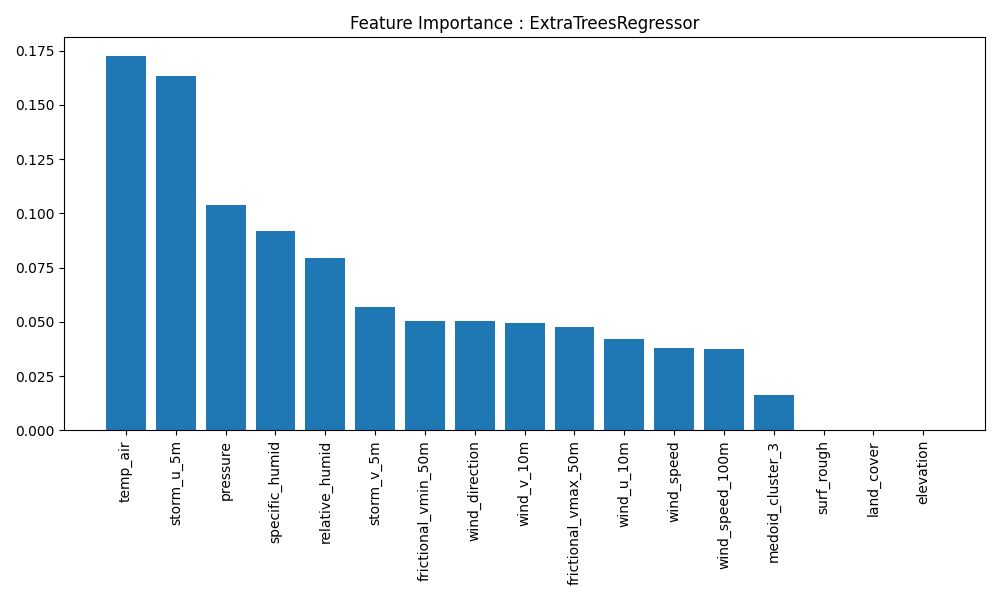 Feature Importance : ExtraTreesRegressor
0.175
0.150
0.125
0.100
0.075
0.050
0.025
0.000
temp_air
storm_u_5m
pressure
specific_humid
relative_humid
storm_v_5m
frictional_vmin_50m
wind_direction
wind_v_10m
frictional_vmax_50m
wind_u_10m
wind_speed
wind_speed_100m
medoid_cluster_3
surf_rough
land_cover
elevation